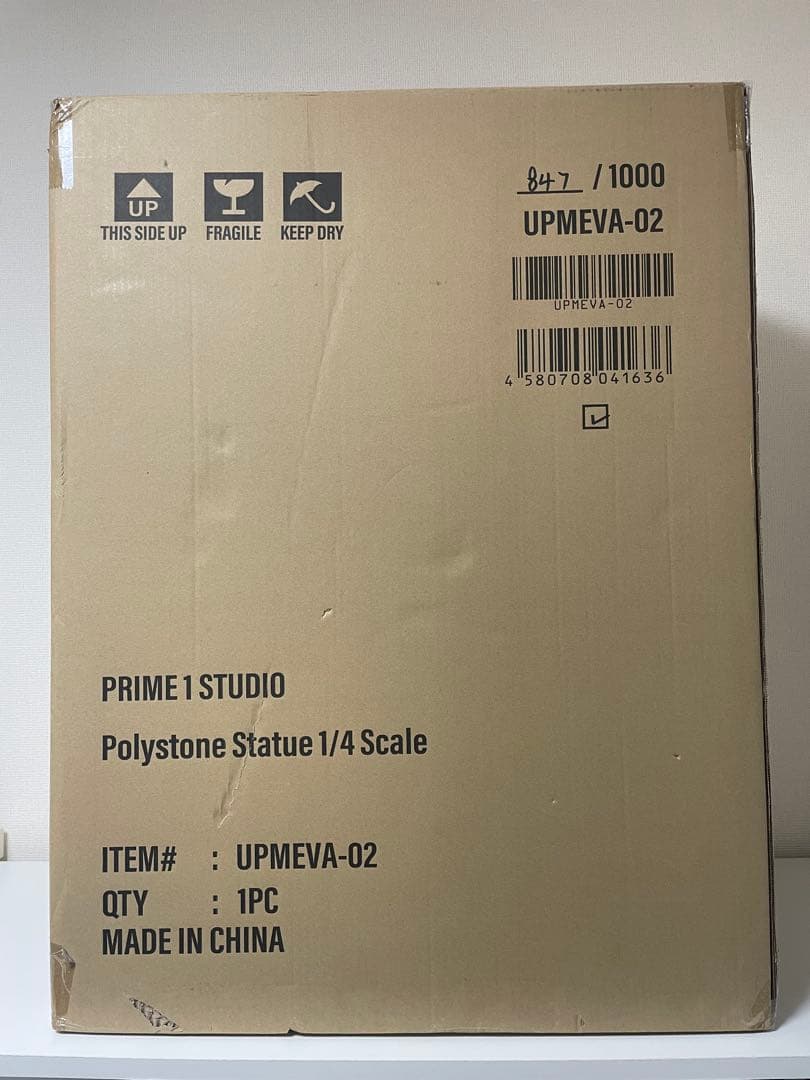 UP
THIS SIDE UP FRAGILE KEEP DRY
847 / 1000
UPMEVA-02
UPMEVA-02
4 580708 041636
PRIME 1 STUDIO
Polystone Statue 1/4 Scale
ITEM# : UPMEVA-02
QTY : 1PC
MADE IN CHINA